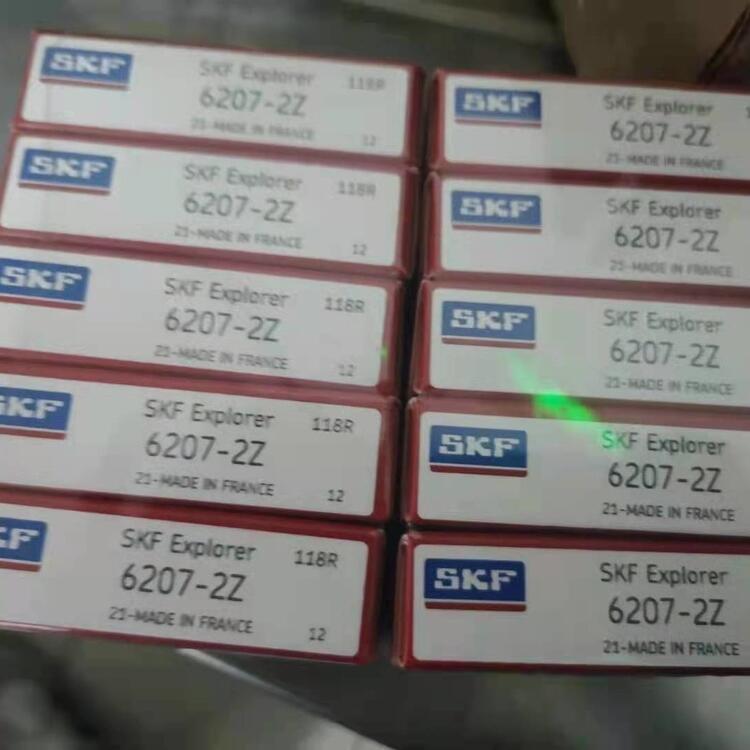 SKF
SKF Explorer
118R
6207-2Z
21-MADE IN FRANCE
12
SKF
SKF Explorer
118R
6207-2Z
21-MADE IN FRANCE
12
SKF
SKF Explorer
118R
6207-2Z
21-MADE IN FRANCE
12
SKF
SKF Explorer
118R
6207-2Z
21-MADE IN FRANCE
12
KF
SKF Explorer
118R
6207-2Z
21-MADE IN FRANCE
12
SKF
SKF Explorer
6207-2Z
21-MADE IN FRANCE
SKF
SKF Explorer
6207-2Z
21-MADE IN FRANCE
SKF
SKF Explorer
6207-2Z
21-MADE IN FRANCE
SKF
SKF Explorer
6207-2Z
21-MADE IN FRANCE
SKF
SKF Explorer
6207-2Z
21-MADE IN FRANCE